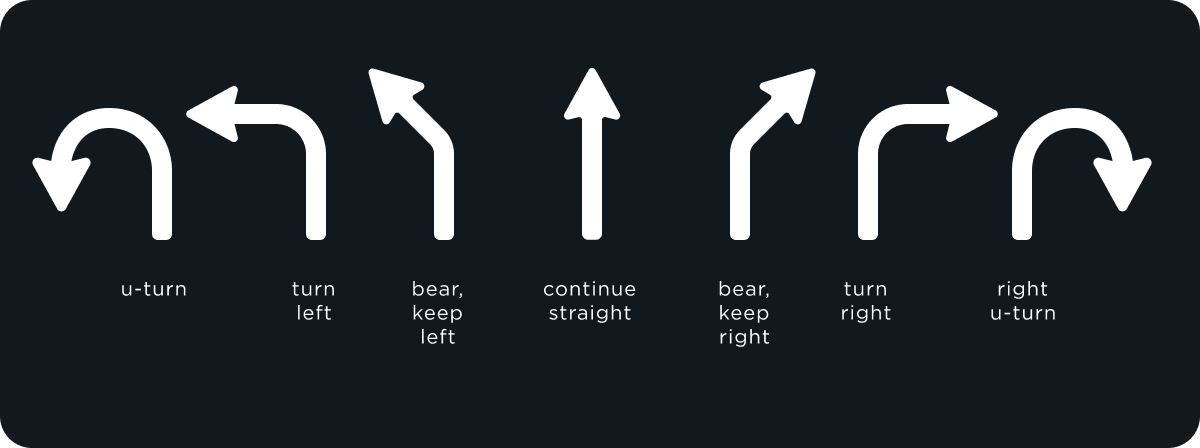 u-turn
turn
left
bear,
keep
left
continue
straight
bear,
keep
right
turn
right
right
u-turn